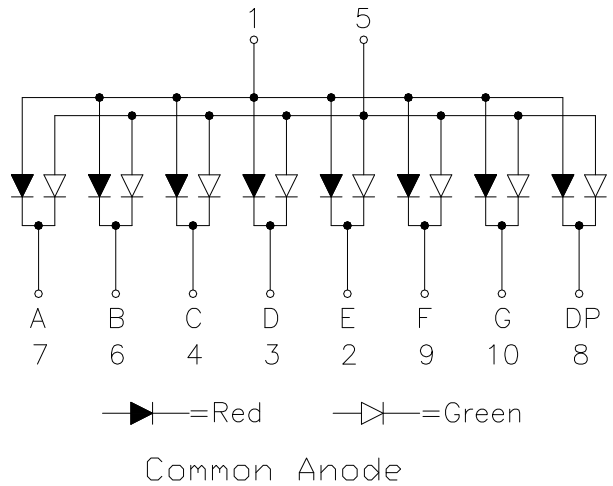 1 5
A B C D E F G DP
7 6 4 3 2 9 10 8
=Red =Green
Common Anode